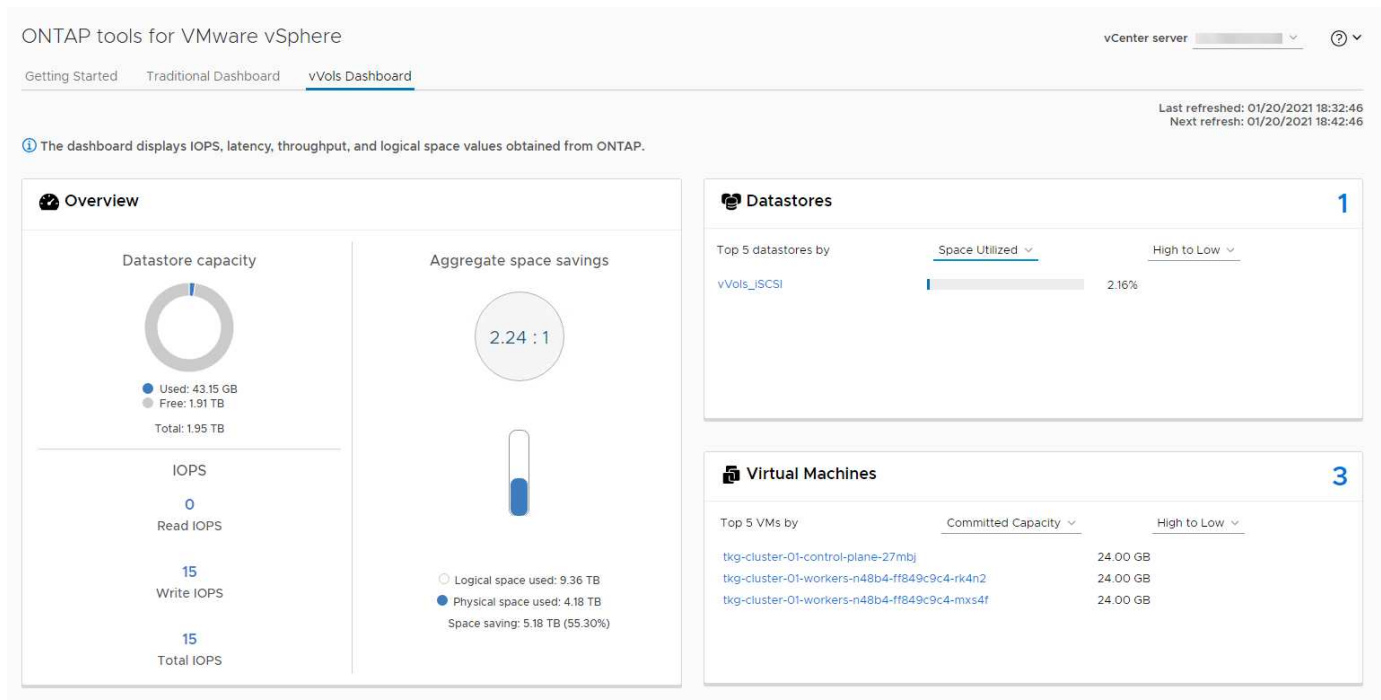 ONTAP tools for VMware vSphere
vCenter server
Getting Started Traditional Dashboard vVols Dashboard
Last refreshed: 01/20/2021 18:32:46
Next refresh: 01/20/2021 18:42:46
The dashboard displays IOPS, latency, throughput, and logical space values obtained from ONTAP.
Overview
Datastore capacity
Used: 43.15 GB
Free: 1.91 TB
Total: 1.95 TB
IOPS
0
Read IOPS
15
Write IOPS
15
Total IOPS
Aggregate space savings
2.24 : 1
Logical space used: 9.36 TB
Physical space used: 4.18 TB
Space saving: 5.18 TB (55.30%)
Datastores 1
Top 5 datastores by Space Utilized High to Low
vVols_iSCSI 2.16%
Virtual Machines 3
Top 5 VMs by Committed Capacity High to Low
tkg-cluster-01-control-plane-27mbj 24.00 GB
tkg-cluster-01-workers-n48b4-ff849c9c4-rk4n2 24.00 GB
tkg-cluster-01-workers-n48b4-ff849c9c4-mxs4f 24.00 GB